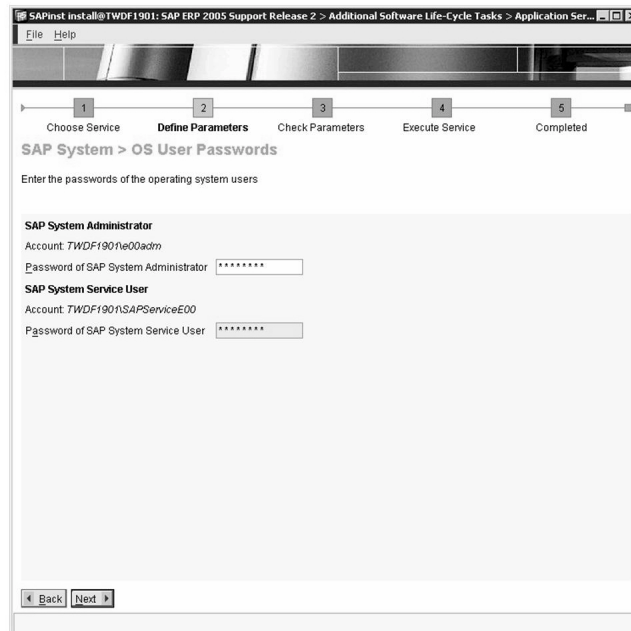 SAPinst install@TWDF1901: SAP ERP 2005 Support Release 2 > Additional Software Life-Cycle Tasks > Application Ser...
File Help
1 2 3 4 5
Choose Service Define Parameters Check Parameters Execute Service Completed
SAP System > OS User Passwords
Enter the passwords of the operating system users
SAP System Administrator
Account: TWDF1901\e00adm
Password of SAP System Administrator ********
SAP System Service User
Account: TWDF1901\SAPServiceE00
Password of SAP System Service User ********
Back Next